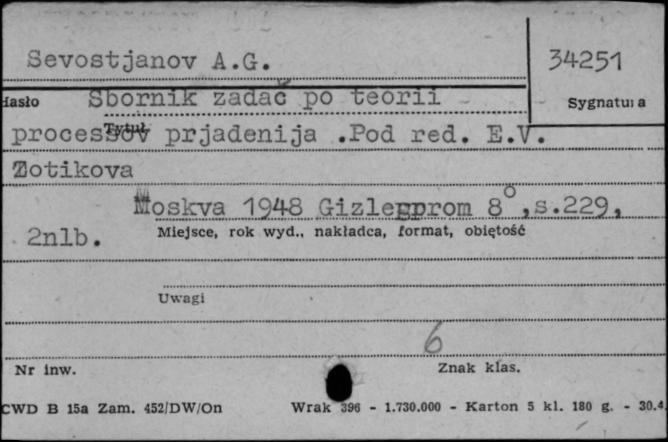 Sevostjanov A.G.
34251
Hasło
Sbornik zadač po teorii
Sygnatura
Tytuł
processov prjadenija .Pod red. E.V.
Zotikova
Moskva 1948 Gizlegprom 8°,s.229,
2nlb.
Miejsce, rok wyd., nakładca, format, objętość
Uwagi
6
Nr inw.
Znak klas.
CWD B 15a Zam. 452/DW/On
Wrak 396 - 1.730.000 - Karton 5 kl. 180 g. - 30.4.